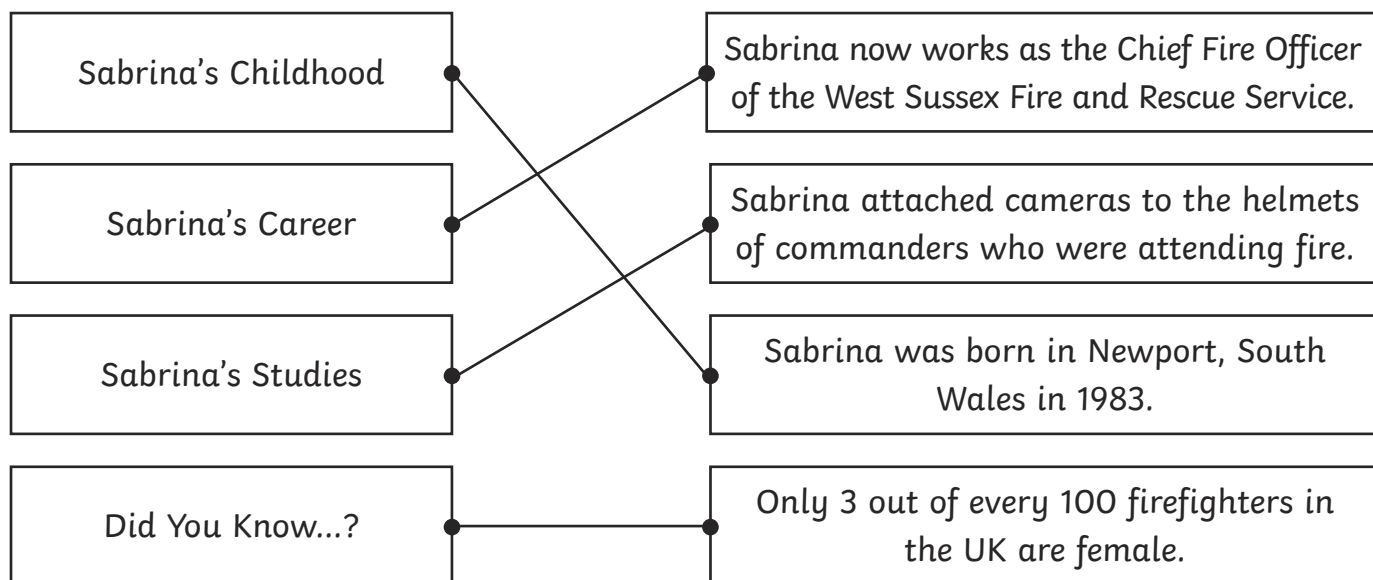 Sabrina's Childhood
Sabrina now works as the Chief Fire Officer
of the West Sussex Fire and Rescue Service.
Sabrina's Career
Sabrina attached cameras to the helmets
of commanders who were attending fire.
Sabrina's Studies
Sabrina was born in Newport, South
Wales in 1983.
Did You Know...?
Only 3 out of every 100 firefighters in
the UK are female.